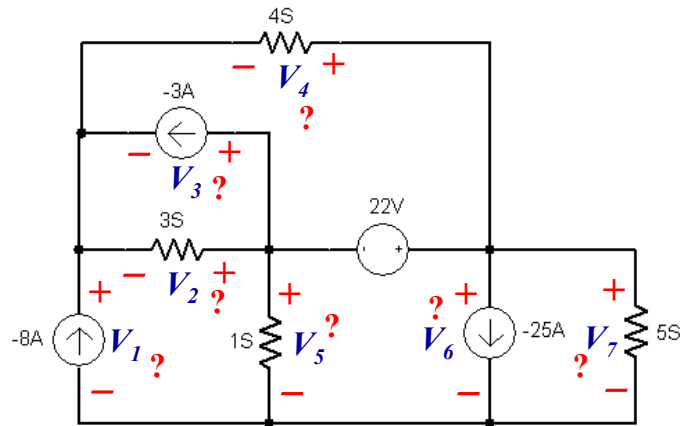 4S
− +
V4
?
-3A
− +
V3 ?
3S
− +
V2 ?
22V
- +
-8A
+
V1 ?
−
1S
+
V5 ?
−
? +
V6
−
-25A
+
? V7
−
5S